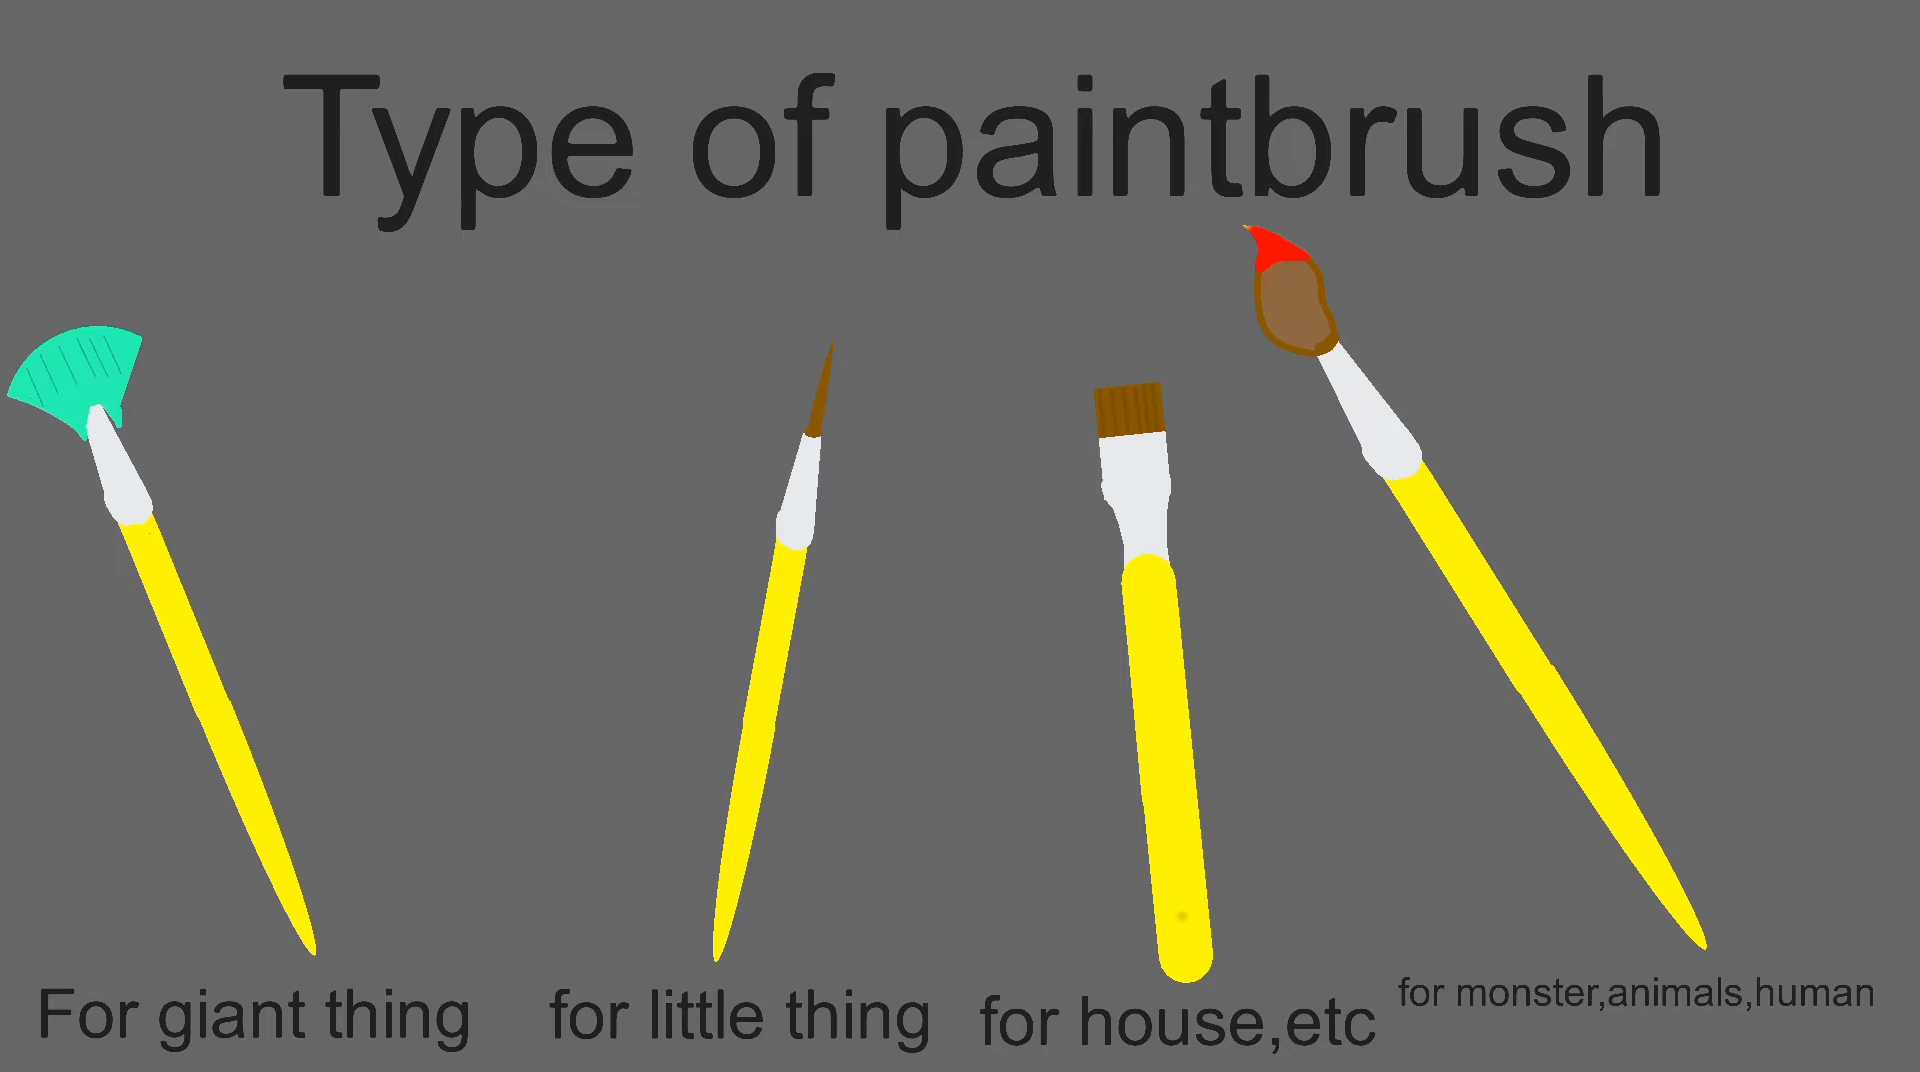 Type of paintbrush
For giant thing
for little thing
for house,etc
for monster,animals,human